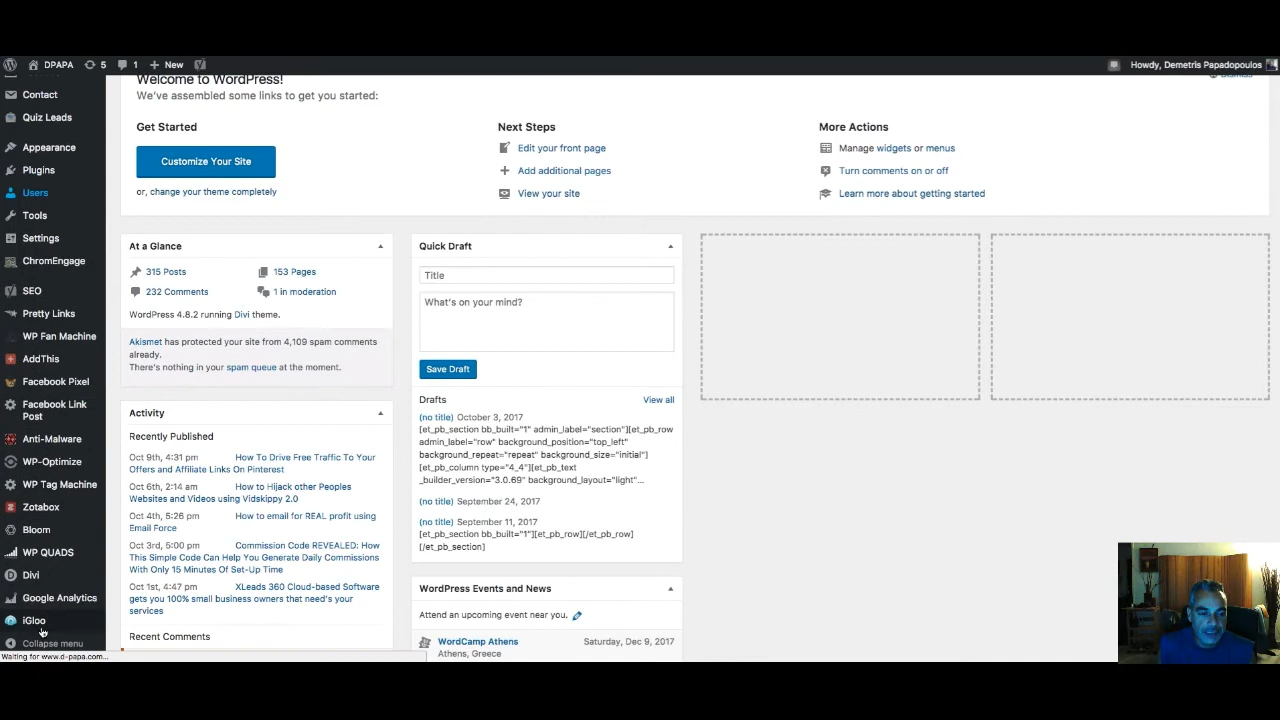 DPAPA 5 1 New
Howdy, Demetris Papadopoulos
Contact
Quiz Leads
Appearance
Plugins
Users
Tools
Settings
ChromEngage
SEO
Pretty Links
WP Fan Machine
AddThis
Facebook Pixel
Facebook Link
Post
Anti-Malware
WP-Optimize
WP Tag Machine
Zotabox
Bloom
WP QUADS
Divi
Google Analytics
iGloo
Collapse menu
Waiting for www.d-papa.com...
Welcome to WordPress!
Dismiss
We've assembled some links to get you started:
Get Started
Customize Your Site
or, change your theme completely
Next Steps
Edit your front page
Add additional pages
View your site
More Actions
Manage widgets or menus
Turn comments on or off
Learn more about getting started
At a Glance
315 Posts
153 Pages
232 Comments
1 in moderation
WordPress 4.8.2 running Divi theme.
Akismet has protected your site from 4,109 spam comments
already.
There's nothing in your spam queue at the moment.
Activity
Recently Published
Oct 9th, 4:31 pm How To Drive Free Traffic To Your
Offers and Affiliate Links On Pinterest
Oct 6th, 2:14 am How to Hijack other Peoples
Websites and Videos using Vidskippy 2.0
Oct 4th, 5:26 pm How to email for REAL profit using
Email Force
Oct 3rd, 5:00 pm Commission Code REVEALED: How
This Simple Code Can Help You Generate Daily Commissions
With Only 15 Minutes Of Set-Up Time
Oct 1st, 4:47 pm XLeads 360 Cloud-based Software
gets you 100% small business owners that need's your
services
Recent Comments
Quick Draft
Title
What's on your mind?
Save Draft
Drafts
View all
(no title) October 3, 2017
[et_pb_section bb_built="1" admin_label="section"][et_pb_row
admin_label="row" background_position="top_left"
background_repeat="repeat" background_size="initial"]
[et_pb_column type="4_4"][et_pb_text
_builder_version="3.0.69" background_layout="light"...
(no title) September 24, 2017
(no title) September 11, 2017
[et_pb_section bb_built="1"][et_pb_row][/et_pb_row]
[/et_pb_section]
WordPress Events and News
Attend an upcoming event near you.
WordCamp Athens
Saturday, Dec 9, 2017
Athens, Greece